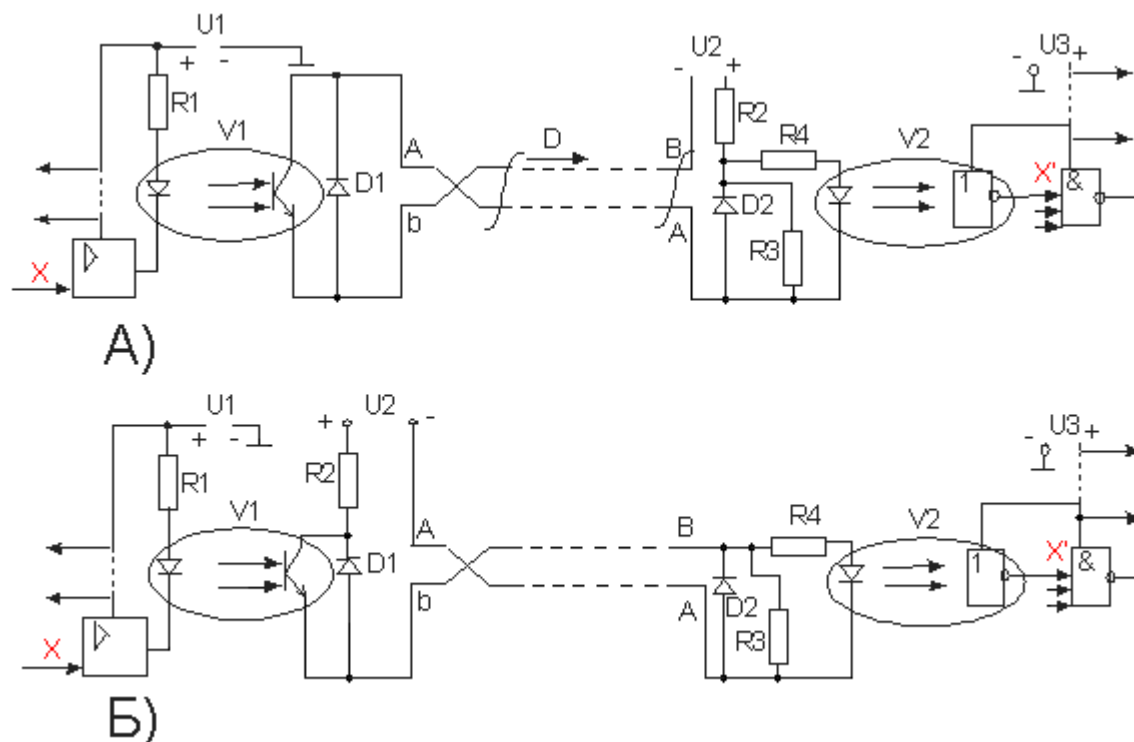 U1
+ -
R1
V1
D1
X
A
b
D
U2
- +
B
A
R2
R4
D2
R3
V2
1
U3
- +
X'
&
А)
U1
+ -
R1
V1
U2
+ -
R2
D1
X
A
b
B
A
R4
D2
R3
V2
1
U3
- +
X'
&
Б)